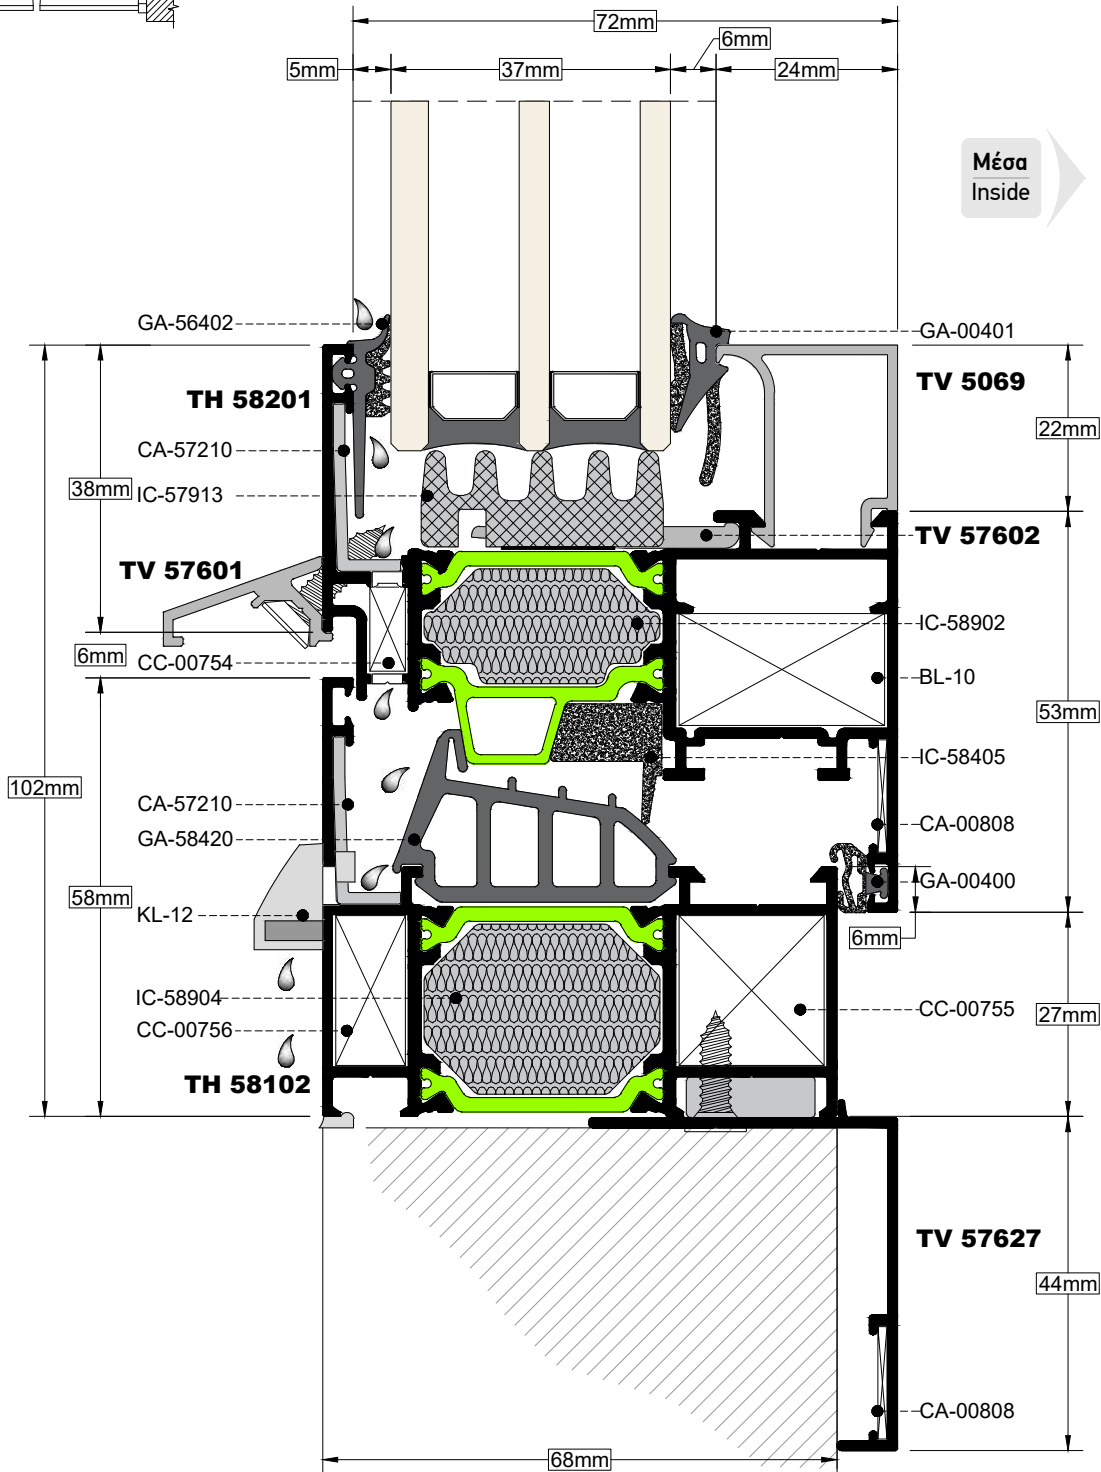 72mm
6mm
5mm
37mm
24mm
Μέσα
Inside
GA-56402
GA-00401
TH 58201
TV 5069
CA-57210
22mm
38mm
IC-57913
TV 57602
TV 57601
IC-58902
6mm
CC-00754
BL-10
53mm
IC-58405
102mm
CA-57210
CA-00808
GA-58420
GA-00400
58mm
KL-12
6mm
IC-58904
CC-00755
27mm
CC-00756
TH 58102
TV 57627
44mm
CA-00808
68mm